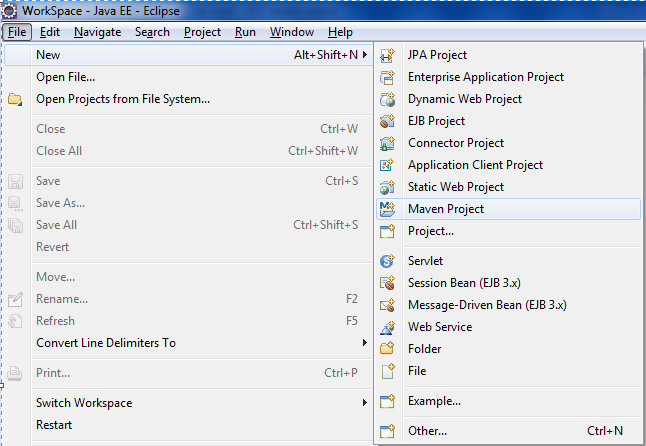 WorkSpace - Java EE - Eclipse
File Edit Navigate Search Project Run Window Help
New Alt+Shift+N
Open File...
Open Projects from File System...
Close Ctrl+W
Close All Ctrl+Shift+W
Save Ctrl+S
Save As...
Save All Ctrl+Shift+S
Revert
Move...
Rename... F2
Refresh F5
Convert Line Delimiters To
Print... Ctrl+P
Switch Workspace
Restart
JPA Project
Enterprise Application Project
Dynamic Web Project
EJB Project
Connector Project
Application Client Project
Static Web Project
Maven Project
Project...
Servlet
Session Bean (EJB 3.x)
Message-Driven Bean (EJB 3.x)
Web Service
Folder
File
Example...
Other... Ctrl+N